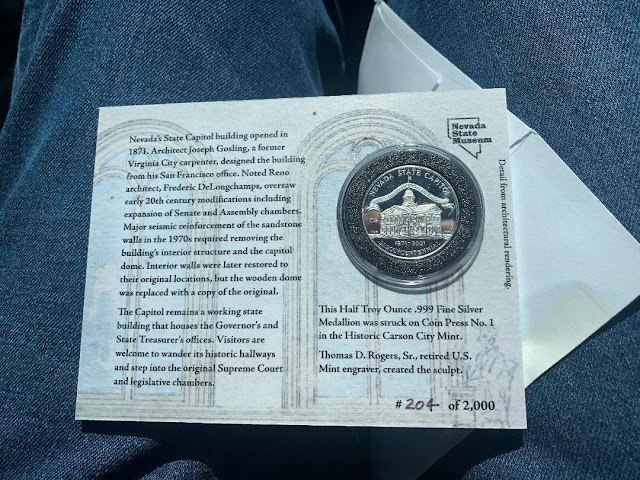 Nevada's State Capitol building opened in
1871. Architect Joseph Gosling, a former
Virginia City carpenter, designed the building
from his San Francisco office. Noted Reno
architect, Frederic DeLongchamps, oversaw
early 20th century modifications including
expansion of Senate and Assembly chambers.
Major seismic reinforcement of the sandstone
walls in the 1970s required removing the
building's interior structure and the capitol
dome. Interior walls were later restored to
their original locations, but the wooden dome
was replaced with a copy of the original.
The Capitol remains a working state
building that houses the Governor's and
State Treasurer's offices. Visitors are
welcome to wander its historic hallways
and step into the original Supreme Court
and legislative chambers.
Nevada
State
Museum
Detail from architectural rendering.
NEVADA STATE CAPITOL
1871-2021
This Half Troy Ounce .999 Fine Silver
Medallion was struck on Coin Press No. 1
in the Historic Carson City Mint.
Thomas D. Rogers, Sr., retired U.S.
Mint engraver, created the sculpt.
# 204 of 2,000